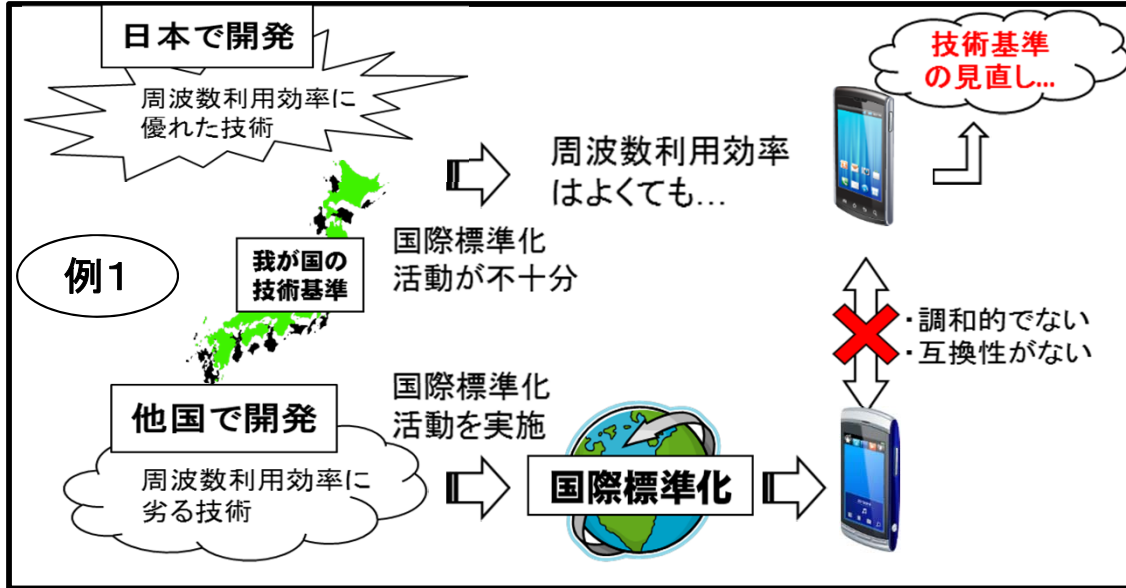 日本で開発
周波数利用効率に
優れた技術
技術基準
の見直し...
周波数利用効率
はよくても...
例1
我が国の
技術基準
国際標準化
活動が不十分
・調和的でない
・互換性がない
他国で開発
周波数利用効率に
劣る技術
国際標準化
活動を実施
国際標準化